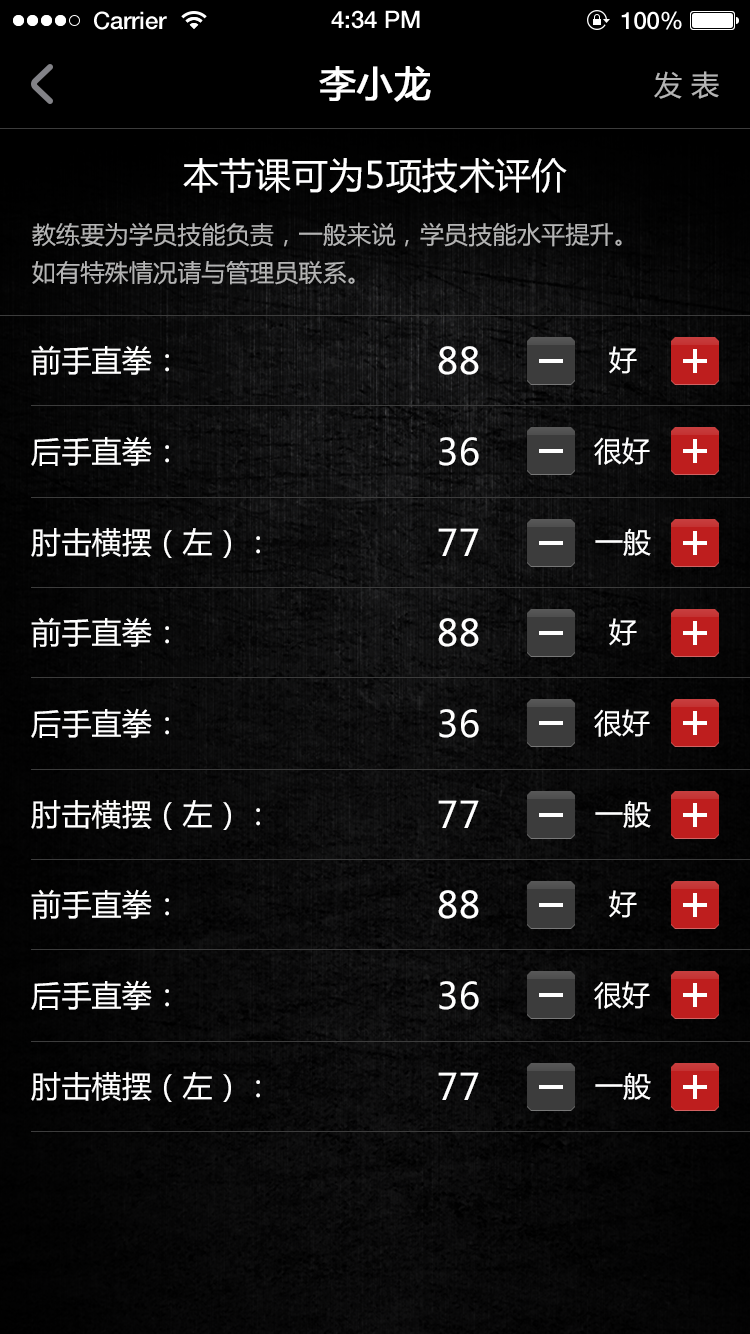 Carrier 4:34 PM 100%
李小龙 发 表
本节课可为5项技术评价
教练要为学员技能负责，一般来说，学员技能水平提升。
如有特殊情况请与管理员联系。
前手直拳： 88 好
后手直拳： 36 很好
肘击横摆（左）： 77 一般
前手直拳： 88 好
后手直拳： 36 很好
肘击横摆（左）： 77 一般
前手直拳： 88 好
后手直拳： 36 很好
肘击横摆（左）： 77 一般